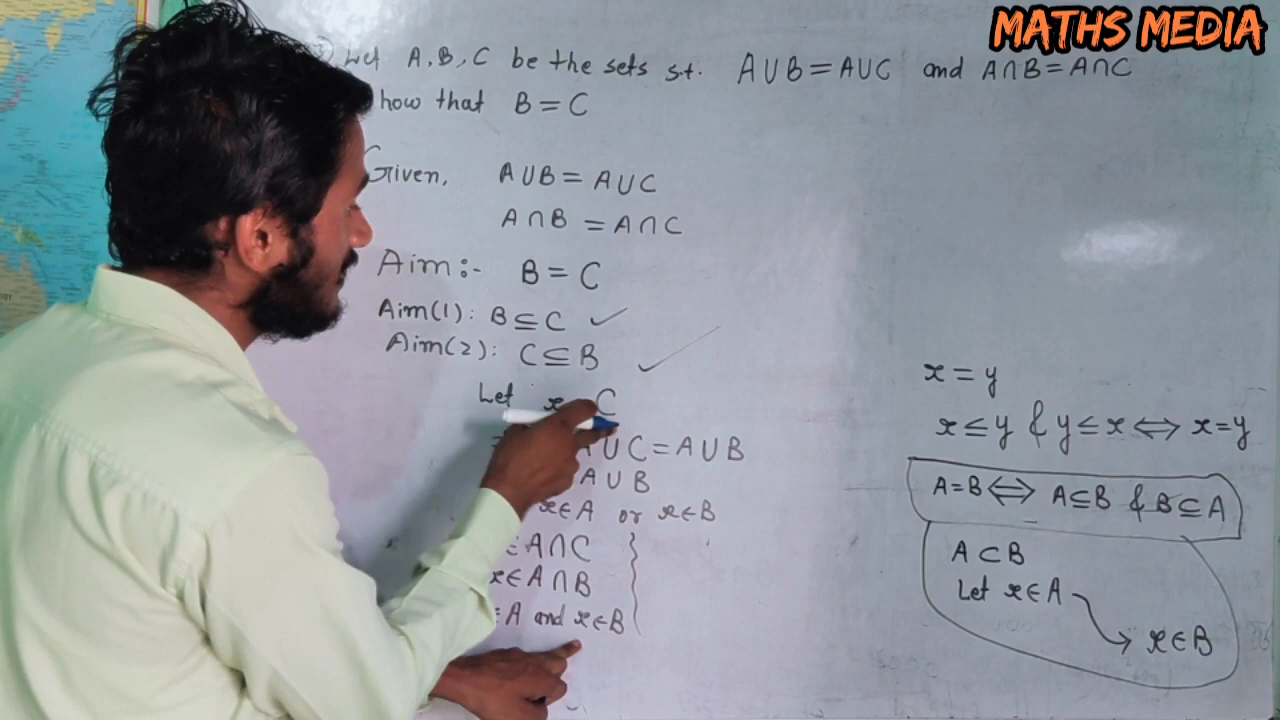 MATHS MEDIA
Let A, B, C be the sets s.t. A∪B = A∪C and A∩B = A∩C
how that B = C
Given, A∪B = A∪C
A∩B = A∩C
Aim:- B = C
Aim(1): B⊆C ✓
Aim(2): C⊆B ✓
Let x C
A∪C = A∪B
A∪B
x∈A or x∈B
∈A∩C
x∈A∩B
∈A and x∈B
x = y
x ≤ y & y ≤ x ⟺ x = y
A=B ⟺ A⊆B & B⊆A
A⊂B
Let x∈A
x∈B